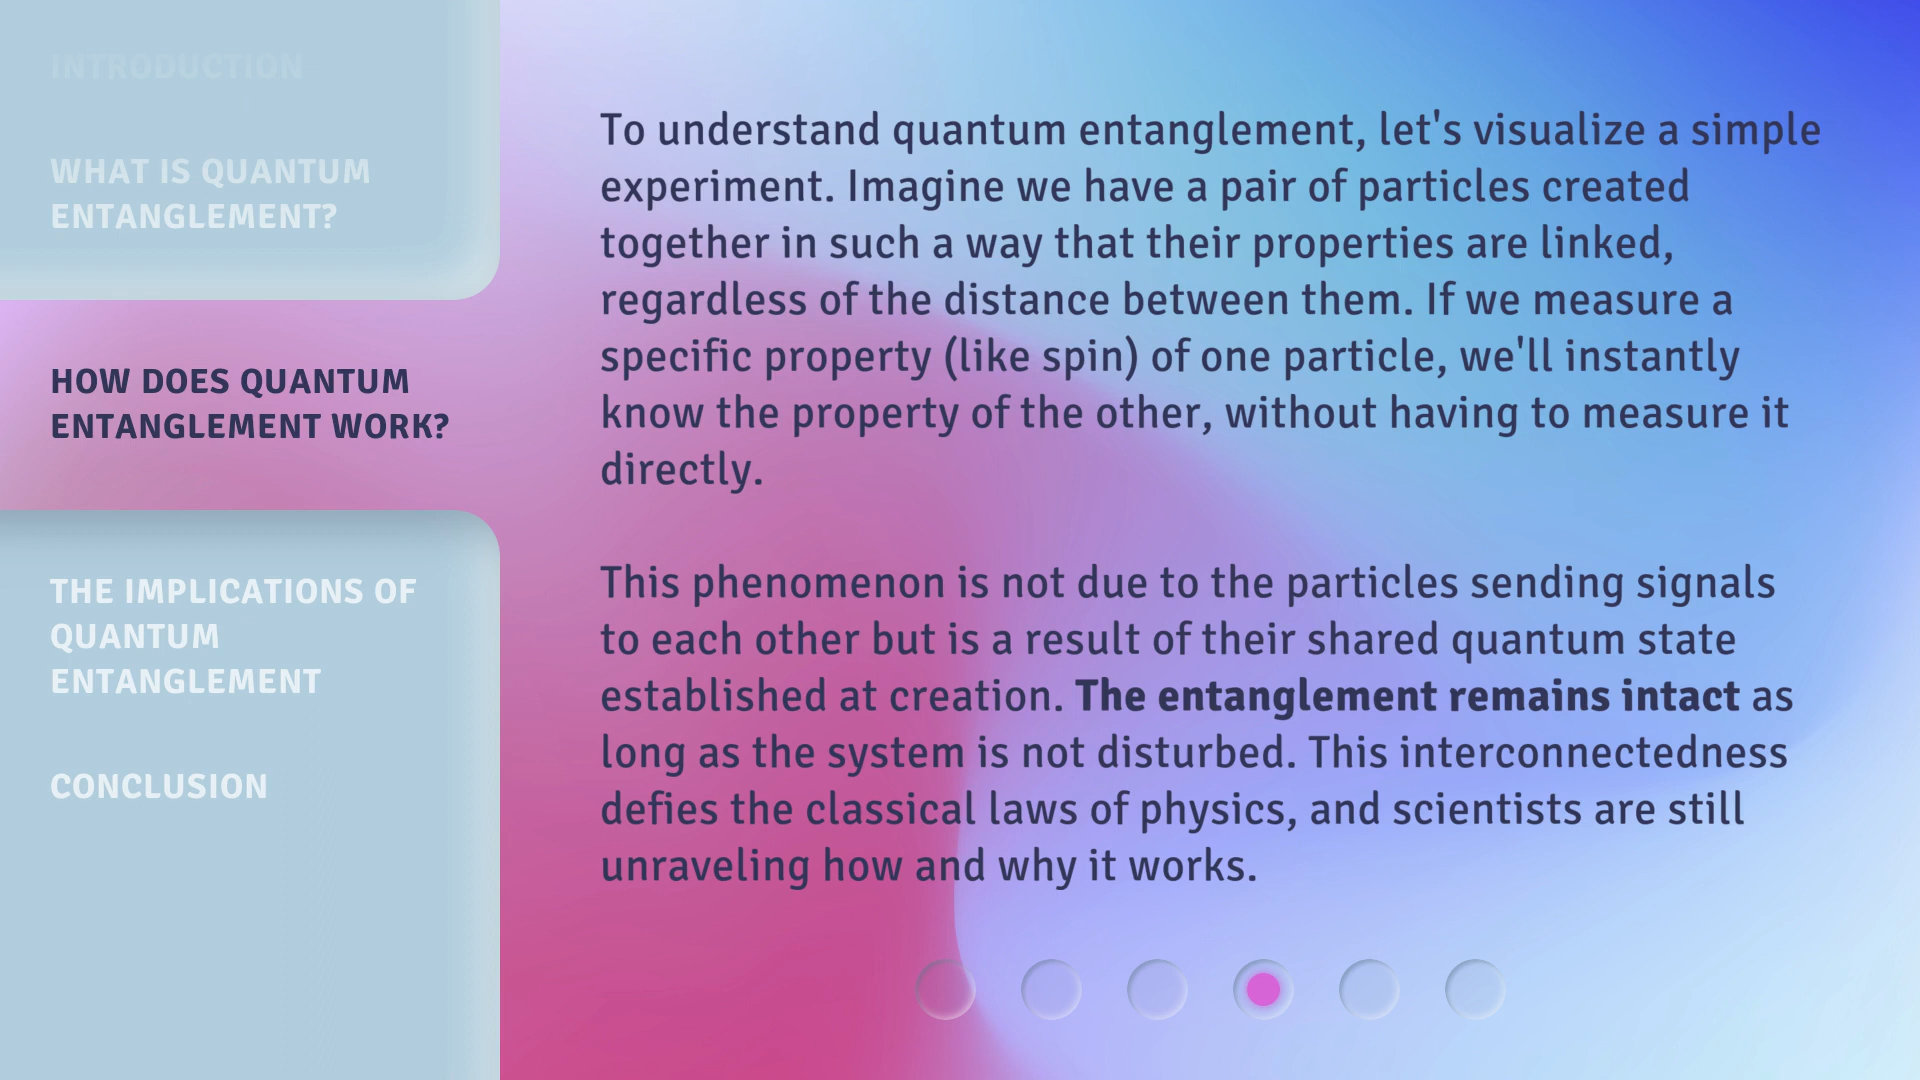 INTRODUCTION
WHAT IS QUANTUM
ENTANGLEMENT?
HOW DOES QUANTUM
ENTANGLEMENT WORK?
THE IMPLICATIONS OF
QUANTUM
ENTANGLEMENT
CONCLUSION
To understand quantum entanglement, let's visualize a simple
experiment. Imagine we have a pair of particles created
together in such a way that their properties are linked,
regardless of the distance between them. If we measure a
specific property (like spin) of one particle, we'll instantly
know the property of the other, without having to measure it
directly.
This phenomenon is not due to the particles sending signals
to each other but is a result of their shared quantum state
established at creation. The entanglement remains intact as
long as the system is not disturbed. This interconnectedness
defies the classical laws of physics, and scientists are still
unraveling how and why it works.